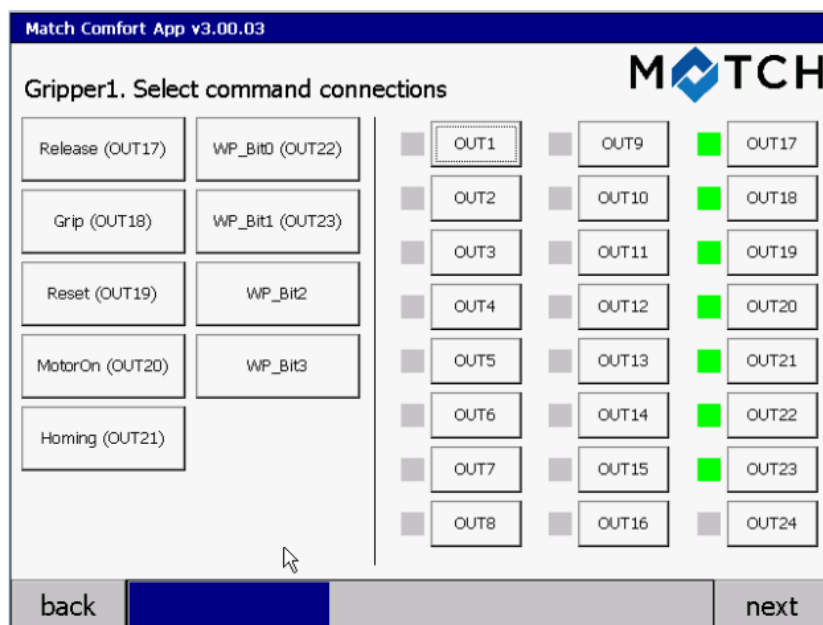 Match Comfort App v3.00.03
MATCH
Gripper1. Select command connections
Release (OUT17)
WP_Bit0 (OUT22)
Grip (OUT18)
WP_Bit1 (OUT23)
Reset (OUT19)
WP_Bit2
MotorOn (OUT20)
WP_Bit3
Homing (OUT21)
OUT1
OUT9
OUT17
OUT2
OUT10
OUT18
OUT3
OUT11
OUT19
OUT4
OUT12
OUT20
OUT5
OUT13
OUT21
OUT6
OUT14
OUT22
OUT7
OUT15
OUT23
OUT8
OUT16
OUT24
back
next